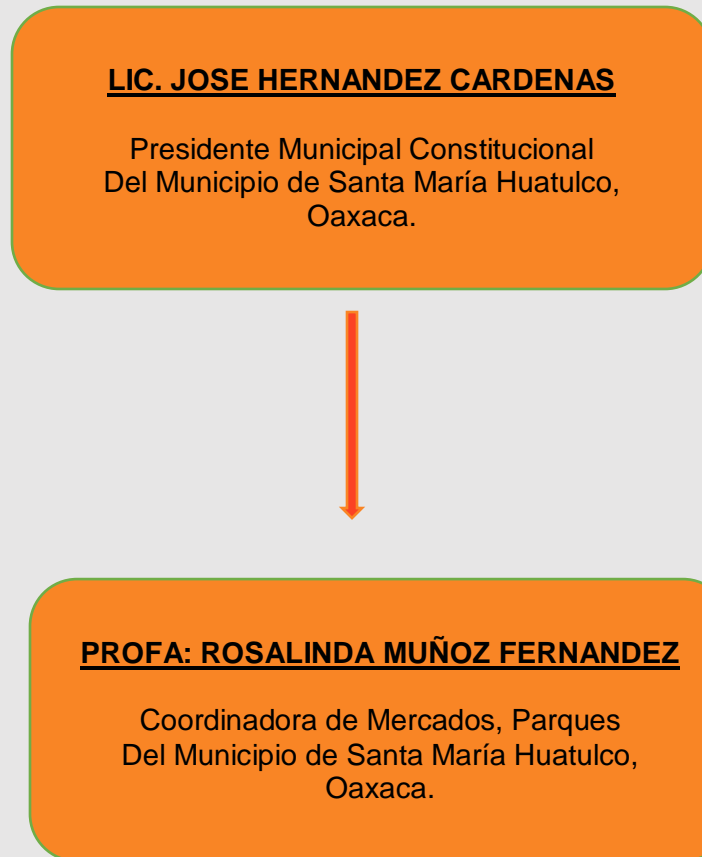 LIC. JOSE HERNANDEZ CARDENAS
Presidente Municipal Constitucional
Del Municipio de Santa María Huatulco,
Oaxaca.
PROFA: ROSALINDA MUÑOZ FERNANDEZ
Coordinadora de Mercados, Parques
Del Municipio de Santa María Huatulco,
Oaxaca.